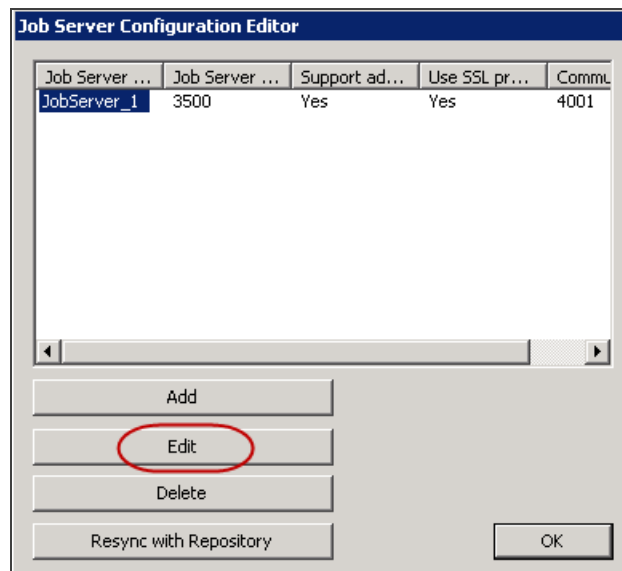 Job Server Configuration Editor
Job Server ... Job Server ... Support ad... Use SSL pr... Commu
JobServer_1 3500 Yes Yes 4001
Add
Edit
Delete
Resync with Repository OK